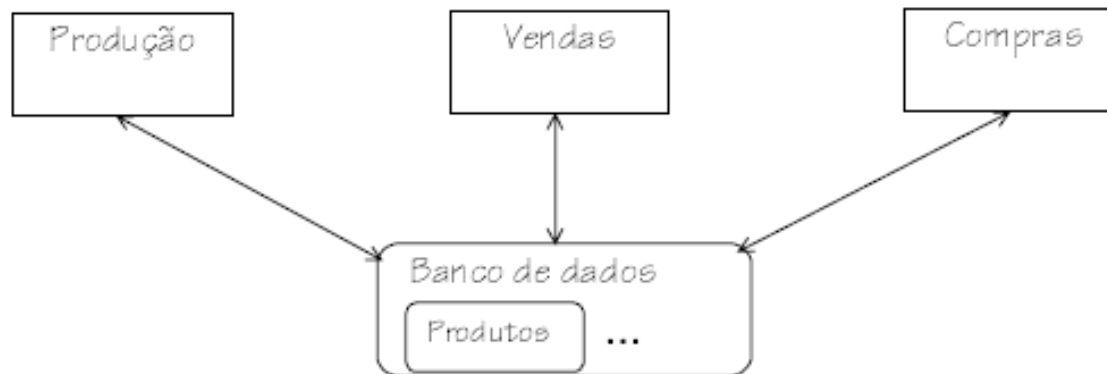 Produção
Vendas
Compras
Banco de dados
Produtos ...